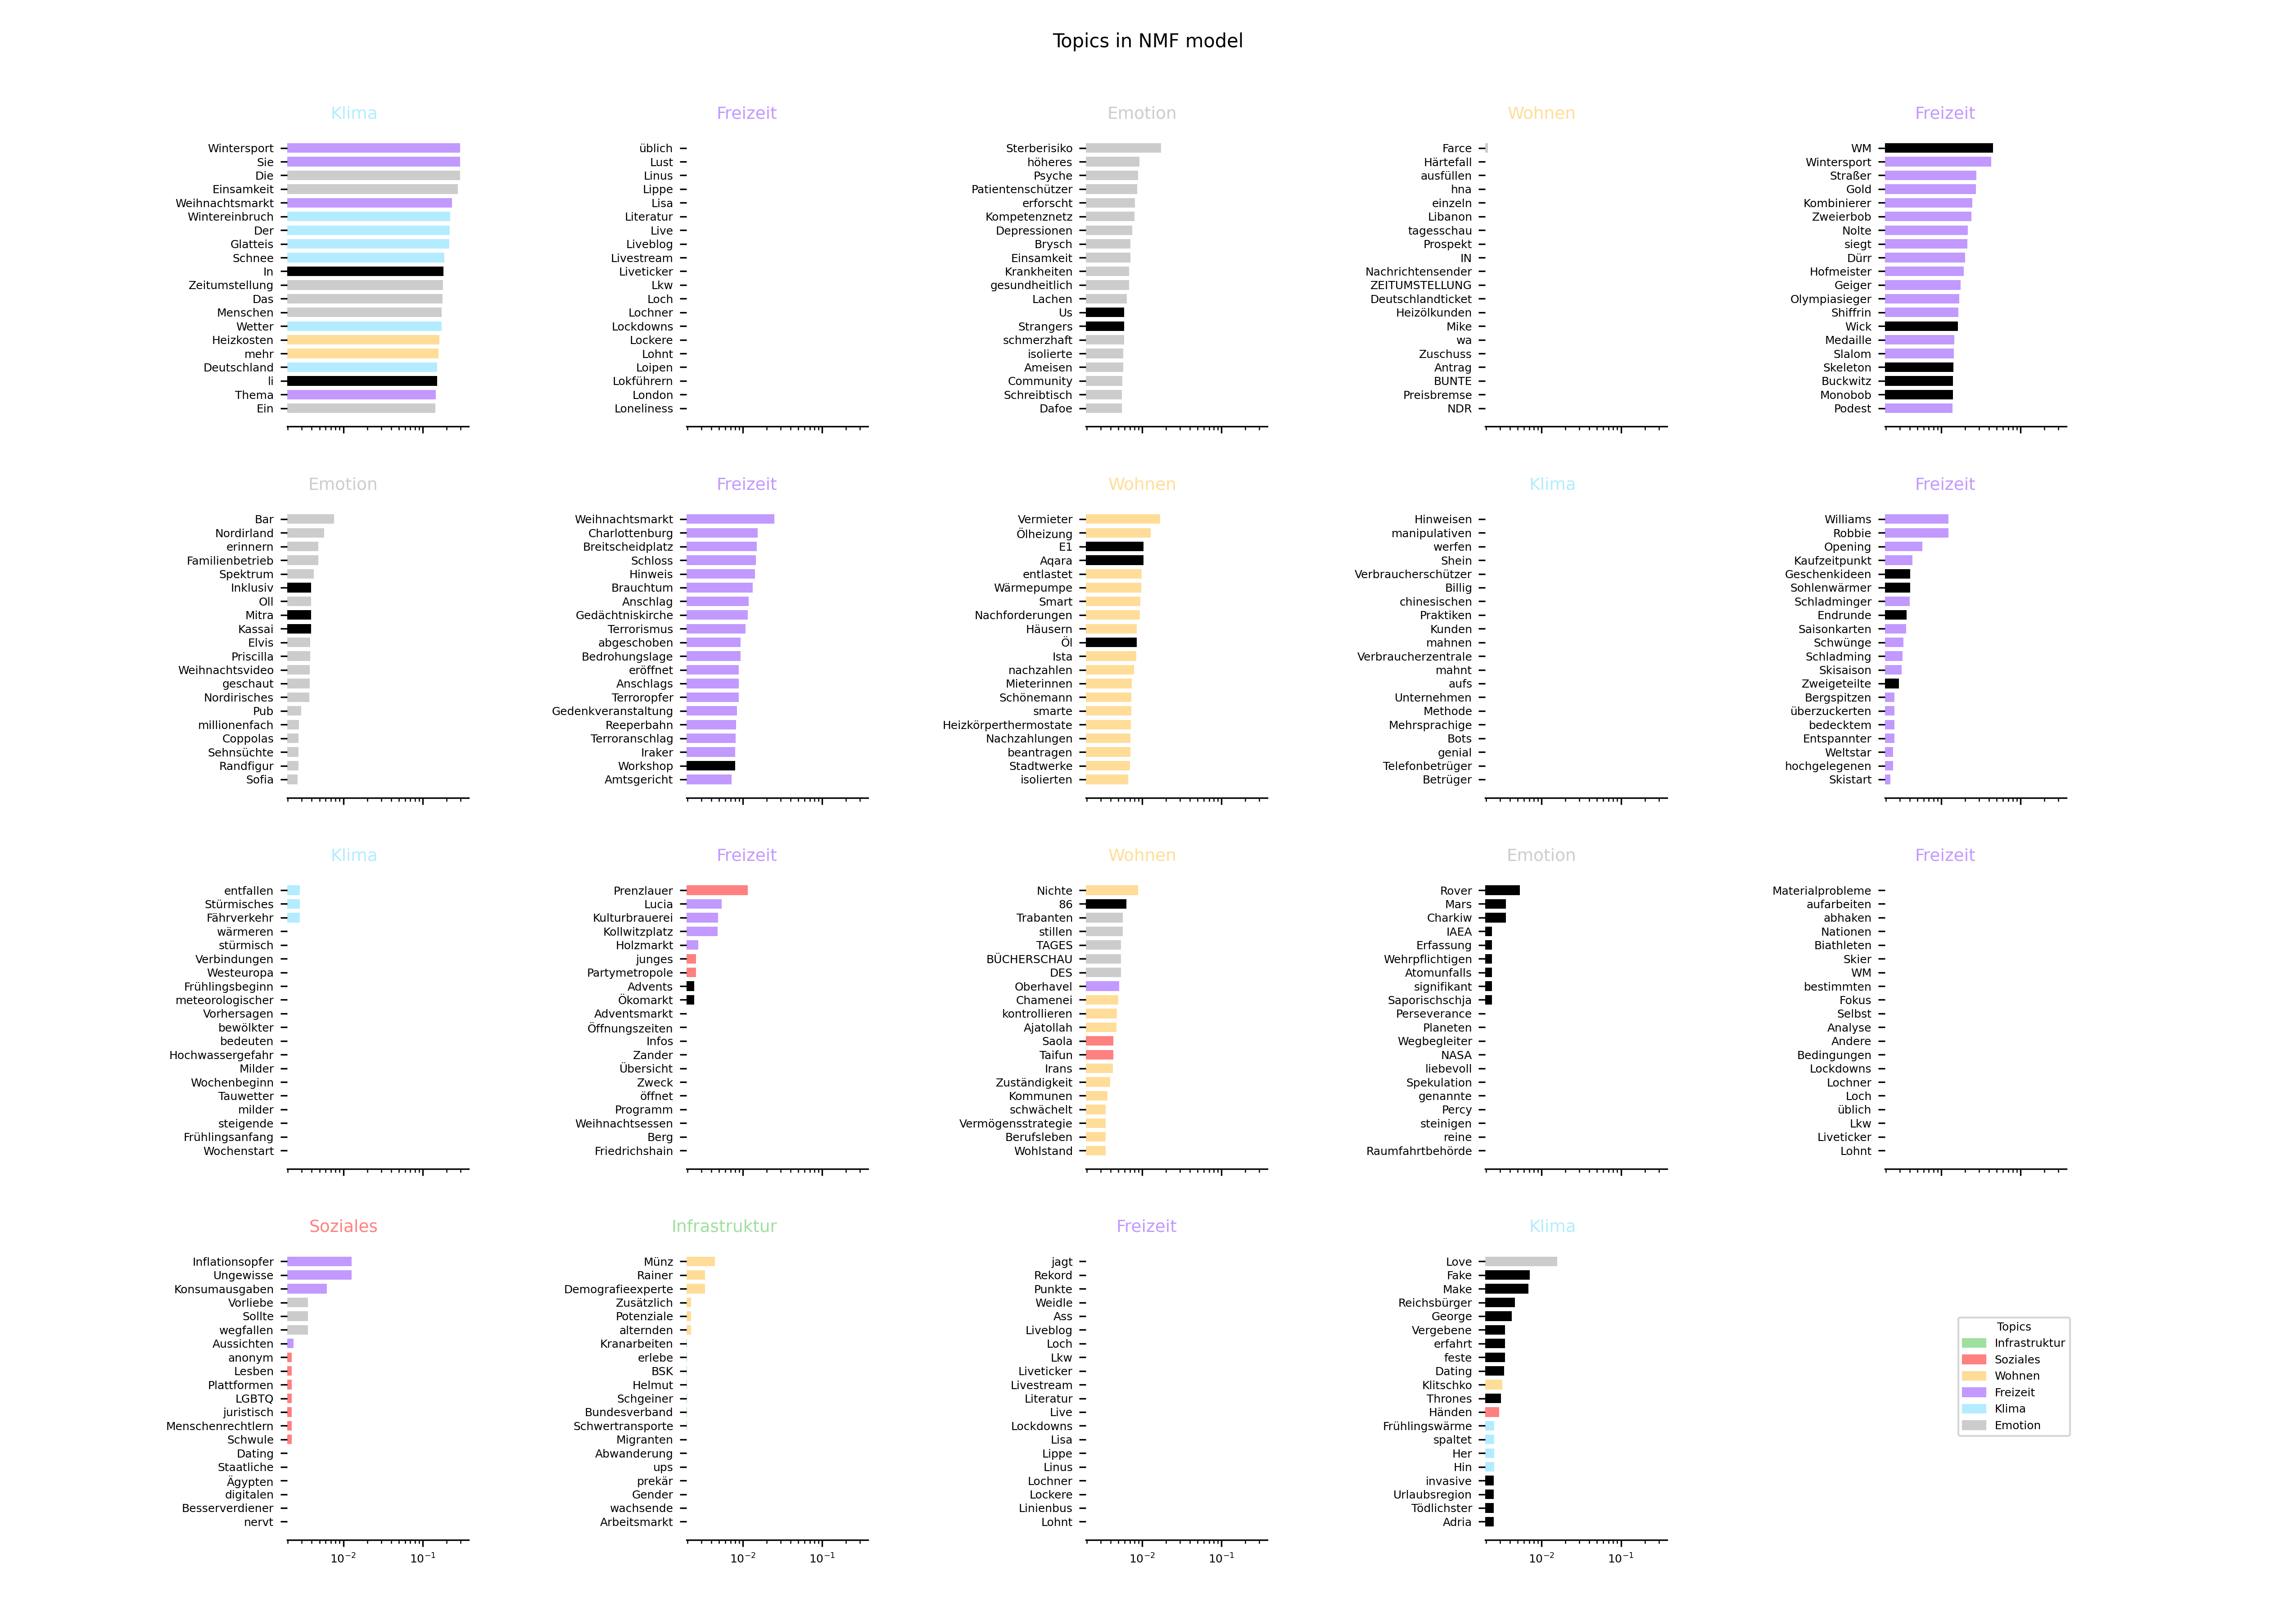 Topics in NMF model
Klima
Wintersport
Sie
Die
Einsamkeit
Weihnachtsmarkt
Wintereinbruch
Der
Glatteis
Schnee
In
Zeitumstellung
Das
Menschen
Wetter
Heizkosten
mehr
Deutschland
li
Thema
Ein
Freizeit
üblich
Lust
Linus
Lippe
Lisa
Literatur
Live
Liveblog
Livestream
Liveticker
Lkw
Loch
Lochner
Lockdowns
Lockere
Lohnt
Loipen
Lokführern
London
Loneliness
Emotion
Sterberisiko
höheres
Psyche
Patientenschützer
erforscht
Kompetenznetz
Depressionen
Brysch
Einsamkeit
Krankheiten
gesundheitlich
Lachen
Us
Strangers
schmerzhaft
isolierte
Ameisen
Community
Schreibtisch
Dafoe
Wohnen
Farce
Härtefall
ausfüllen
hna
einzeln
Libanon
tagesschau
Prospekt
IN
Nachrichtensender
ZEITUMSTELLUNG
Deutschlandticket
Heizölkunden
Mike
wa
Zuschuss
Antrag
BUNTE
Preisbremse
NDR
Freizeit
WM
Wintersport
Straßer
Gold
Kombinierer
Zweierbob
Nolte
siegt
Dürr
Hofmeister
Geiger
Olympiasieger
Shiffrin
Wick
Medaille
Slalom
Skeleton
Buckwitz
Monobob
Podest
Emotion
Bar
Nordirland
erinnern
Familienbetrieb
Spektrum
Inklusiv
Oll
Mitra
Kassai
Elvis
Priscilla
Weihnachtsvideo
geschaut
Nordirisches
Pub
millionenfach
Coppolas
Sehnsüchte
Randfigur
Sofia
Freizeit
Weihnachtsmarkt
Charlottenburg
Breitscheidplatz
Schloss
Hinweis
Brauchtum
Anschlag
Gedächtniskirche
Terrorismus
abgeschoben
Bedrohungslage
eröffnet
Anschlags
Terroropfer
Gedenkveranstaltung
Reeperbahn
Terroranschlag
Iraker
Workshop
Amtsgericht
Wohnen
Vermieter
Ölheizung
E1
Aqara
entlastet
Wärmepumpe
Smart
Nachforderungen
Häusern
Öl
Ista
nachzahlen
Mieterinnen
Schönemann
smarte
Heizkörperthermostate
Nachzahlungen
beantragen
Stadtwerke
isolierten
Klima
Hinweisen
manipulativen
werfen
Shein
Verbraucherschützer
Billig
chinesischen
Praktiken
Kunden
mahnen
Verbraucherzentrale
mahnt
aufs
Unternehmen
Methode
Mehrsprachige
Bots
genial
Telefonbetrüger
Betrüger
Freizeit
Williams
Robbie
Opening
Kaufzeitpunkt
Geschenkideen
Sohlenwärmer
Schladminger
Endrunde
Saisonkarten
Schwünge
Schladming
Skisaison
Zweigeteilte
Bergspitzen
überzuckerten
bedecktem
Entspannter
Weltstar
hochgelegenen
Skistart
Klima
entfallen
Stürmisches
Fährverkehr
wärmeren
stürmisch
Verbindungen
Westeuropa
Frühlingsbeginn
meteorologischer
Vorhersagen
bewölkter
bedeuten
Hochwassergefahr
Milder
Wochenbeginn
Tauwetter
milder
steigende
Frühlingsanfang
Wochenstart
Freizeit
Prenzlauer
Lucia
Kulturbrauerei
Kollwitzplatz
Holzmarkt
junges
Partymetropole
Advents
Ökomarkt
Adventsmarkt
Öffnungszeiten
Infos
Zander
Übersicht
Zweck
öffnet
Programm
Weihnachtsessen
Berg
Friedrichshain
Wohnen
Nichte
86
Trabanten
stillen
TAGES
BÜCHERSCHAU
DES
Oberhavel
Chamenei
kontrollieren
Ajatollah
Saola
Taifun
Irans
Zuständigkeit
Kommunen
schwächelt
Vermögensstrategie
Berufsleben
Wohlstand
Emotion
Rover
Mars
Charkiw
IAEA
Erfassung
Wehrpflichtigen
Atomunfalls
signifikant
Saporischschja
Perseverance
Planeten
Wegbegleiter
NASA
liebevoll
Spekulation
genannte
Percy
steinigen
reine
Raumfahrtbehörde
Freizeit
Materialprobleme
aufarbeiten
abhaken
Nationen
Biathleten
Skier
WM
bestimmten
Fokus
Selbst
Analyse
Andere
Bedingungen
Lockdowns
Lochner
Loch
üblich
Lkw
Liveticker
Lohnt
Soziales
Inflationsopfer
Ungewisse
Konsumausgaben
Vorliebe
Sollte
wegfallen
Aussichten
anonym
Lesben
Plattformen
LGBTQ
juristisch
Menschenrechtlern
Schwule
Dating
Staatliche
Ägypten
digitalen
Besserverdiener
nervt
10⁻² 10⁻¹
Infrastruktur
Münz
Rainer
Demografieexperte
Zusätzlich
Potenziale
alternden
Kranarbeiten
erlebe
BSK
Helmut
Schgeiner
Bundesverband
Schwertransporte
Migranten
Abwanderung
ups
prekär
Gender
wachsende
Arbeitsmarkt
10⁻² 10⁻¹
Freizeit
jagt
Rekord
Punkte
Weidle
Ass
Liveblog
Loch
Lkw
Liveticker
Livestream
Literatur
Live
Lockdowns
Lisa
Lippe
Linus
Lochner
Lockere
Linienbus
Lohnt
10⁻² 10⁻¹
Klima
Love
Fake
Make
Reichsbürger
George
Vergebene
erfahrt
feste
Dating
Klitschko
Thrones
Händen
Frühlingswärme
spaltet
Her
Hin
invasive
Urlaubsregion
Tödlichster
Adria
10⁻² 10⁻¹
Topics
Infrastruktur
Soziales
Wohnen
Freizeit
Klima
Emotion